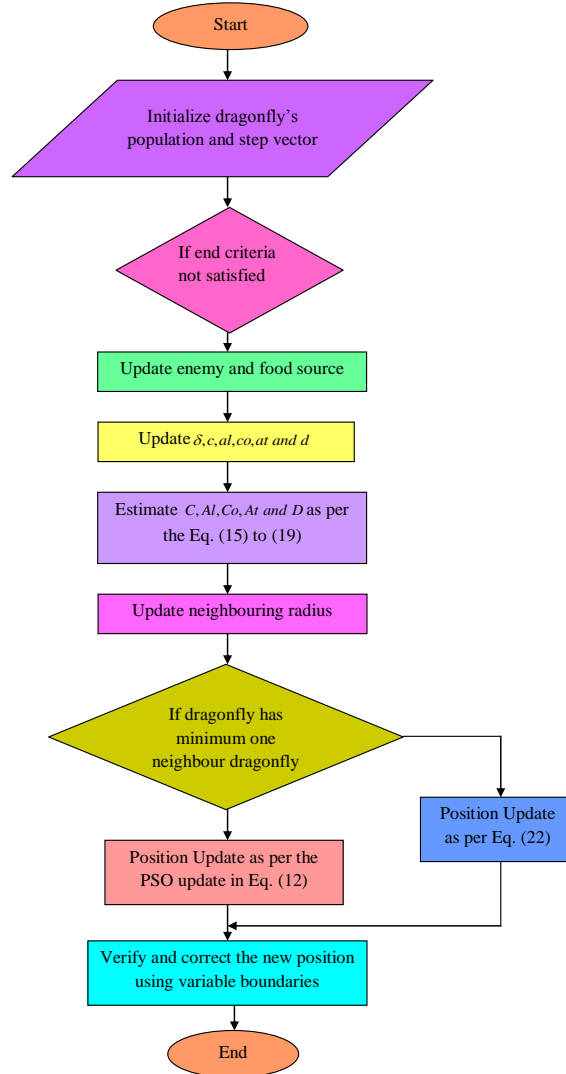 Start
Initialize dragonfly's
population and step vector
If end criteria
not satisfied
Update enemy and food source
Update δ,c,al,co,at and d
Estimate C, Al,Co, At and D as per
the Eq. (15) to (19)
Update neighbouring radius
If dragonfly has
minimum one
neighbour dragonfly
Position Update
as per Eq. (22)
Position Update as per the
PSO update in Eq. (12)
Verify and correct the new position
using variable boundaries
End